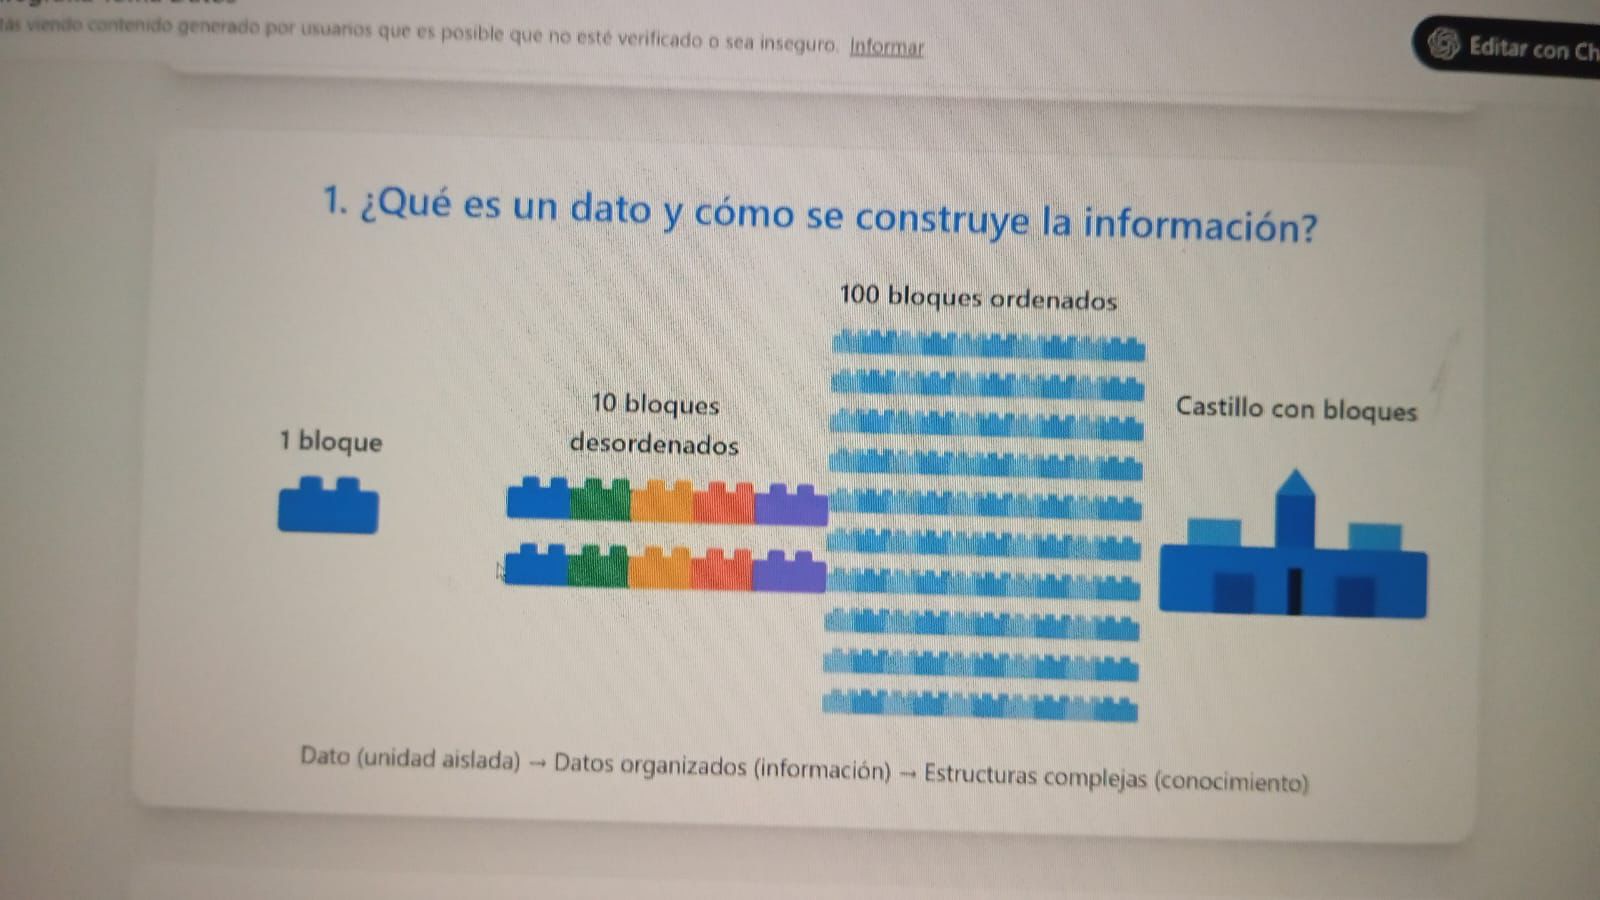 tás viendo contenido generado por usuarios que es posible que no esté verificado o sea inseguro. Informar
Editar con Ch
1. ¿Qué es un dato y cómo se construye la información?
1 bloque
10 bloques
desordenados
100 bloques ordenados
Castillo con bloques
Dato (unidad aislada) → Datos organizados (información) → Estructuras complejas (conocimiento)